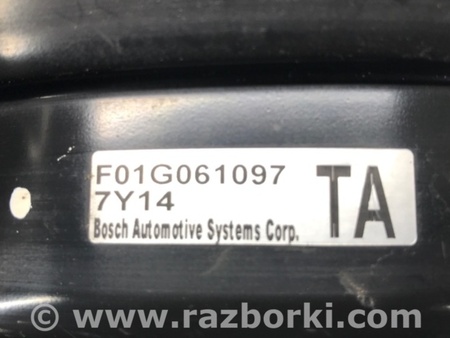 F01G061097
7Y14
TA
Bosch Automotive Systems Corp.
© www.razborki.com